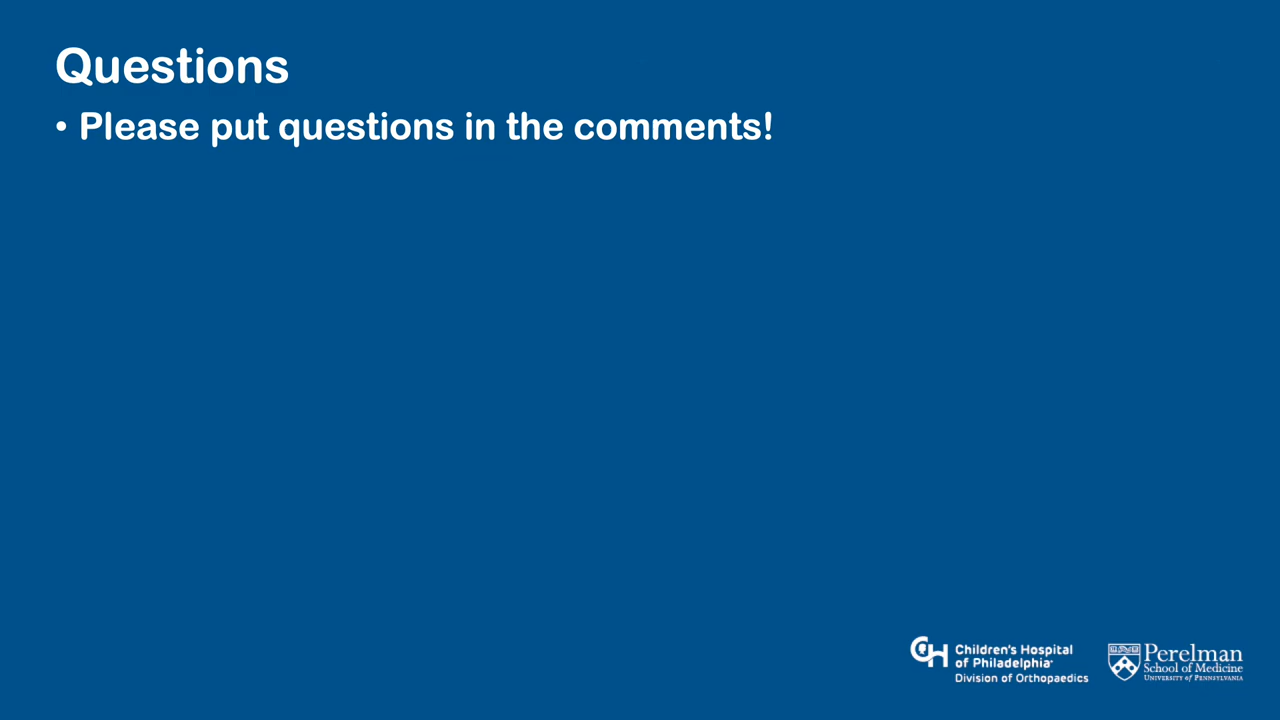 Questions
• Please put questions in the comments!
Children's Hospital
of Philadelphia
Division of Orthopaedics
Perelman
School of Medicine
University of Pennsylvania